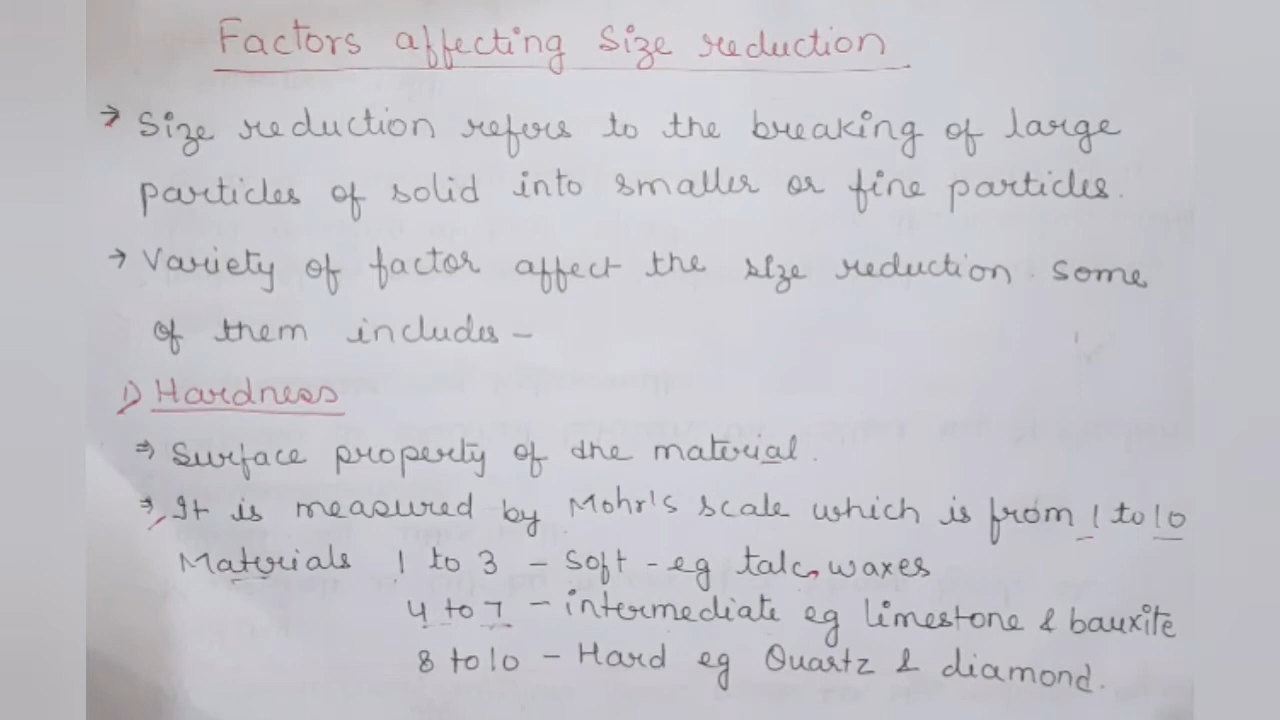 Factors affecting Size reduction
→ Size reduction refers to the breaking of large
particles of solid into smaller or fine particles.
→ Variety of factor affect the size reduction. Some
of them includes -
1) Hardness
⇒ Surface property of the material.
⇒ It is measured by Mohr's scale which is from 1 to 10
Materials 1 to 3 - Soft - eg talc, waxes
4 to 7 - intermediate eg limestone & bauxite
8 to 10 - Hard eg Quartz & diamond.